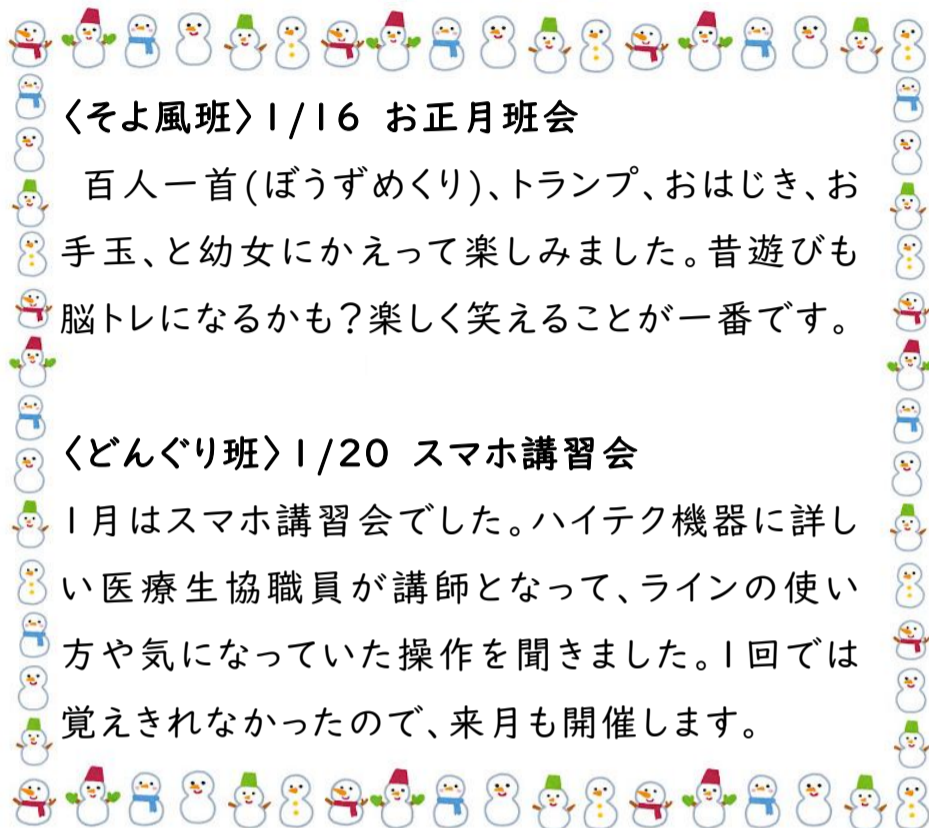 〈そよ風班〉1/16 お正月班会
百人一首(ぼうずめくり)、トランプ、おはじき、お
手玉、と幼女にかえって楽しみました。昔遊びも
脳トレになるかも？楽しく笑えることが一番です。
〈どんぐり班〉1/20 スマホ講習会
1月はスマホ講習会でした。ハイテク機器に詳し
い医療生協職員が講師となって、ラインの使い
方や気になっていた操作を聞きました。1回では
覚えきれなかったので、来月も開催します。